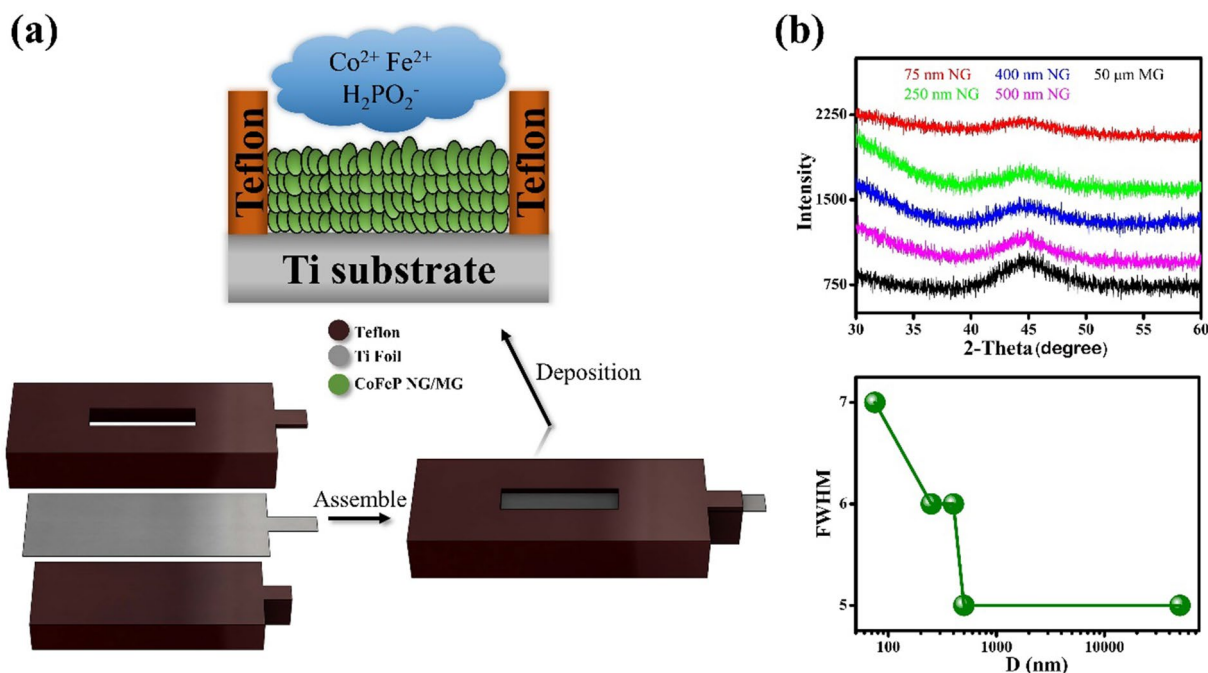 (a)
Co²⁺ Fe²⁺
H₂PO₂⁻
Teflon
Teflon
Ti substrate
Teflon
Ti Foil
CoFeP NG/MG
Deposition
Assemble
(b)
75 nm NG 400 nm NG 50 μm MG
250 nm NG 500 nm NG
2250
1500
750
Intensity
30 35 40 45 50 55 60
2-Theta (degree)
7
6
5
FWHM
100 1000 10000
D (nm)